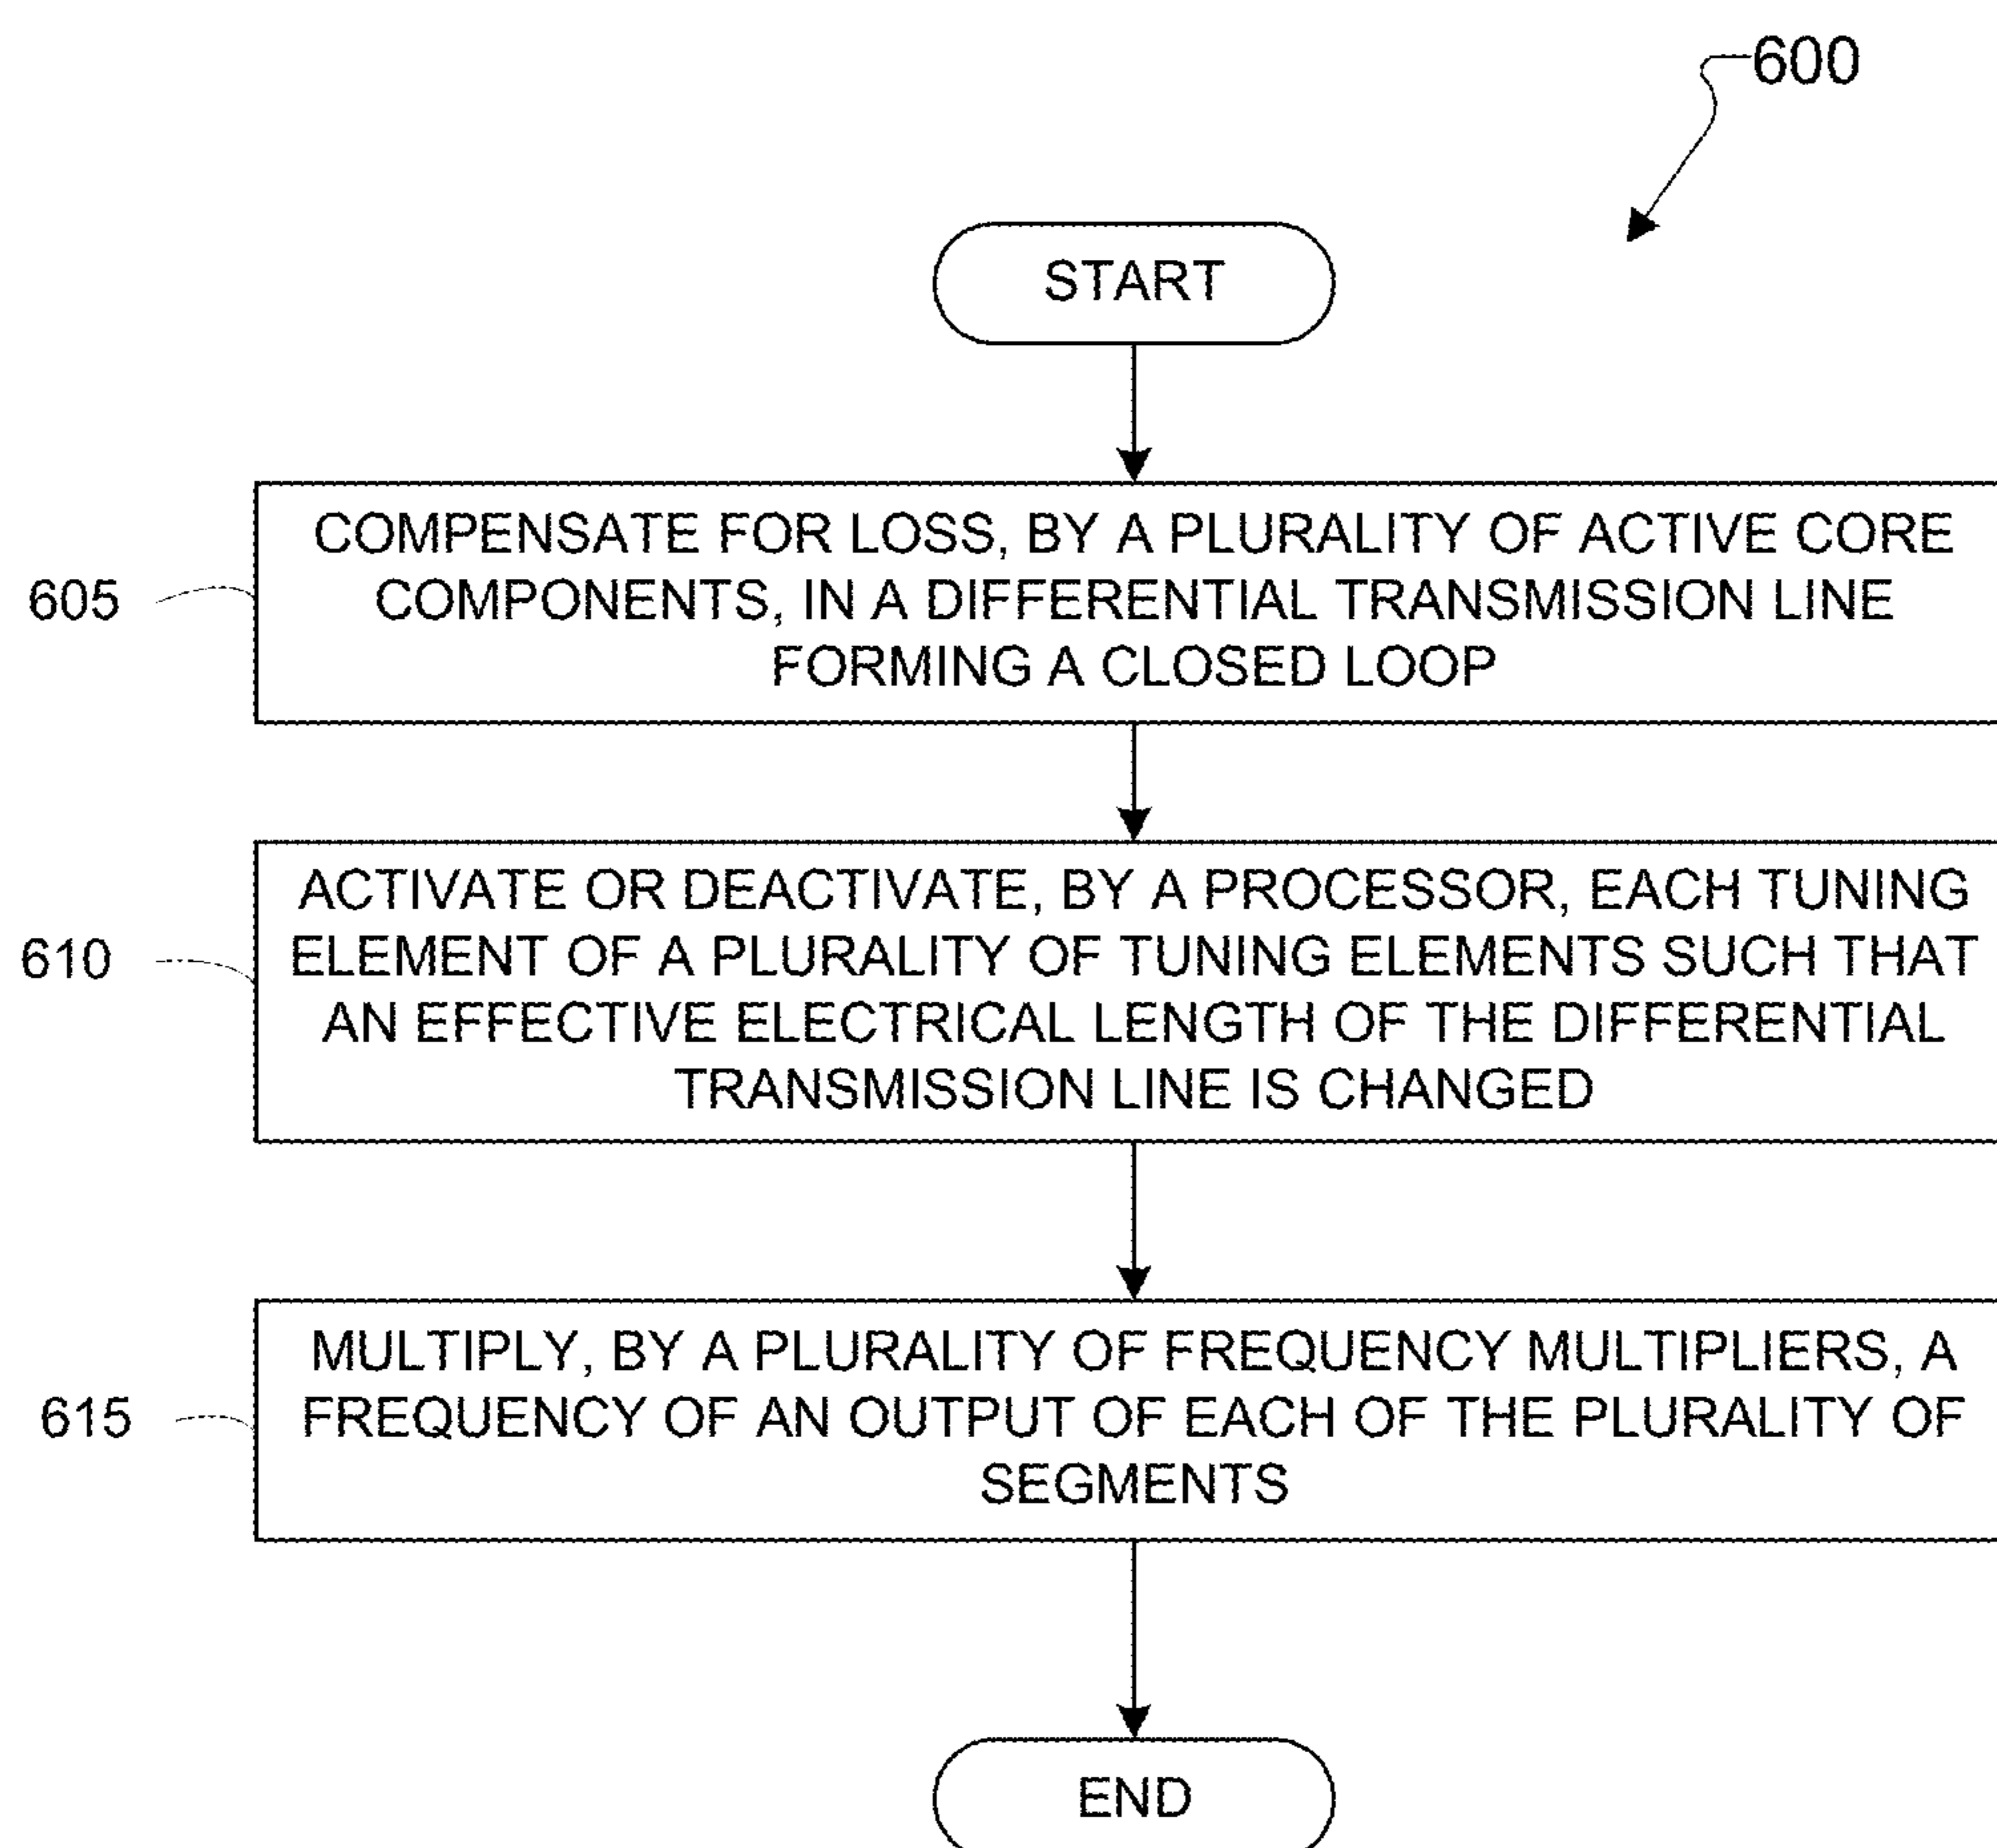 600
START
605
COMPENSATE FOR LOSS, BY A PLURALITY OF ACTIVE CORE
COMPONENTS, IN A DIFFERENTIAL TRANSMISSION LINE
FORMING A CLOSED LOOP
610
ACTIVATE OR DEACTIVATE, BY A PROCESSOR, EACH TUNING
ELEMENT OF A PLURALITY OF TUNING ELEMENTS SUCH THAT
AN EFFECTIVE ELECTRICAL LENGTH OF THE DIFFERENTIAL
TRANSMISSION LINE IS CHANGED
615
MULTIPLY, BY A PLURALITY OF FREQUENCY MULTIPLIERS, A
FREQUENCY OF AN OUTPUT OF EACH OF THE PLURALITY OF
SEGMENTS
END